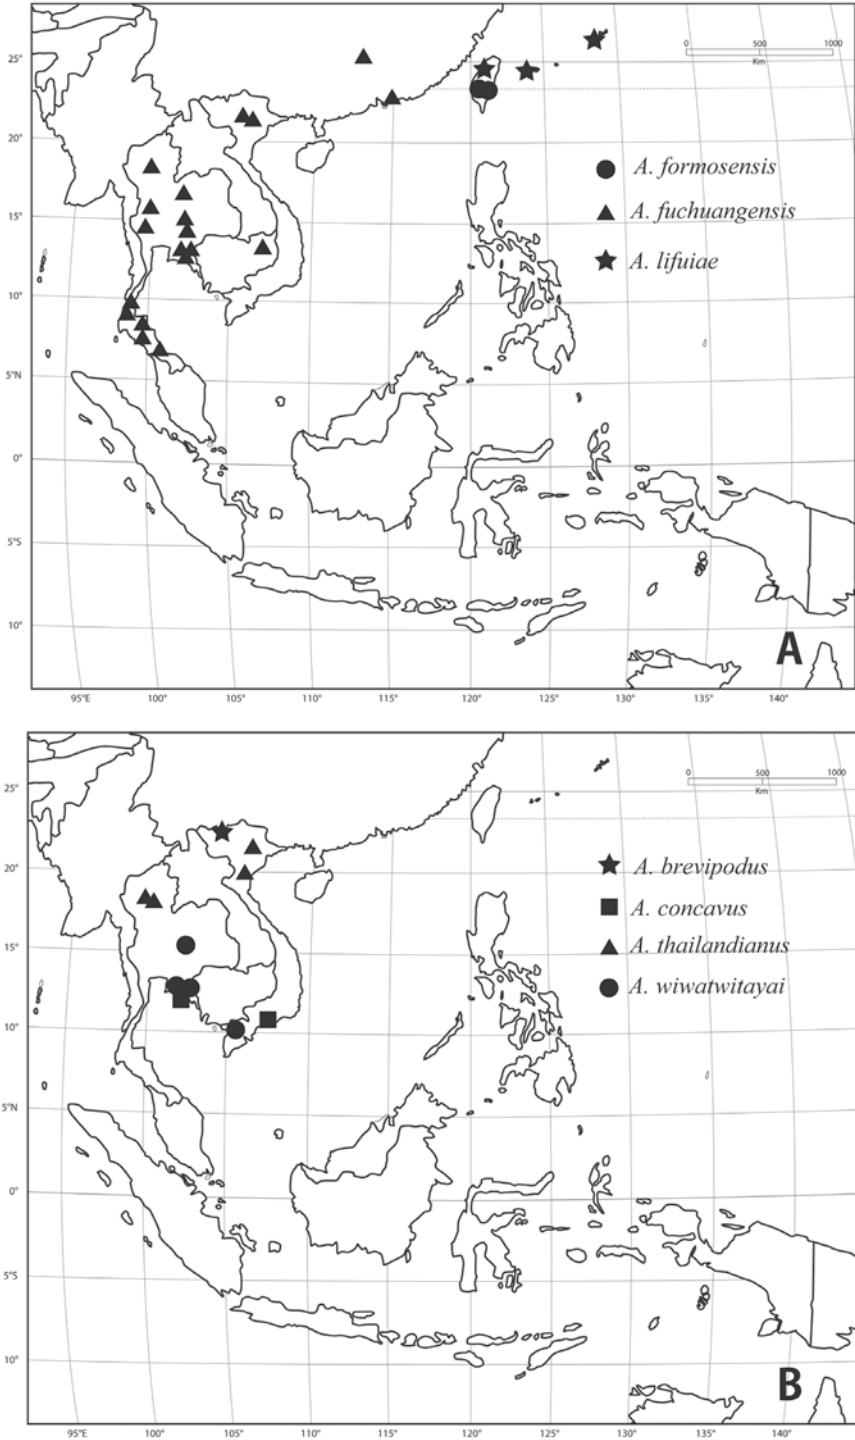 25°
20°
15°
10°
5°N
0°
5°S
10°
0 500 1000
Km
A. formosensis
A. fuchuangensis
A. lifuiae
A
95°E 100° 105° 110° 115° 120° 125° 130° 135° 140°
25°
20°
15°
10°
5°N
0°
5°S
10°
0 500 1000
Km
A. brevipodus
A. concavus
A. thailandianus
A. wiwatwitayai
B
95°E 100° 105° 110° 115° 120° 125° 130° 135° 140°